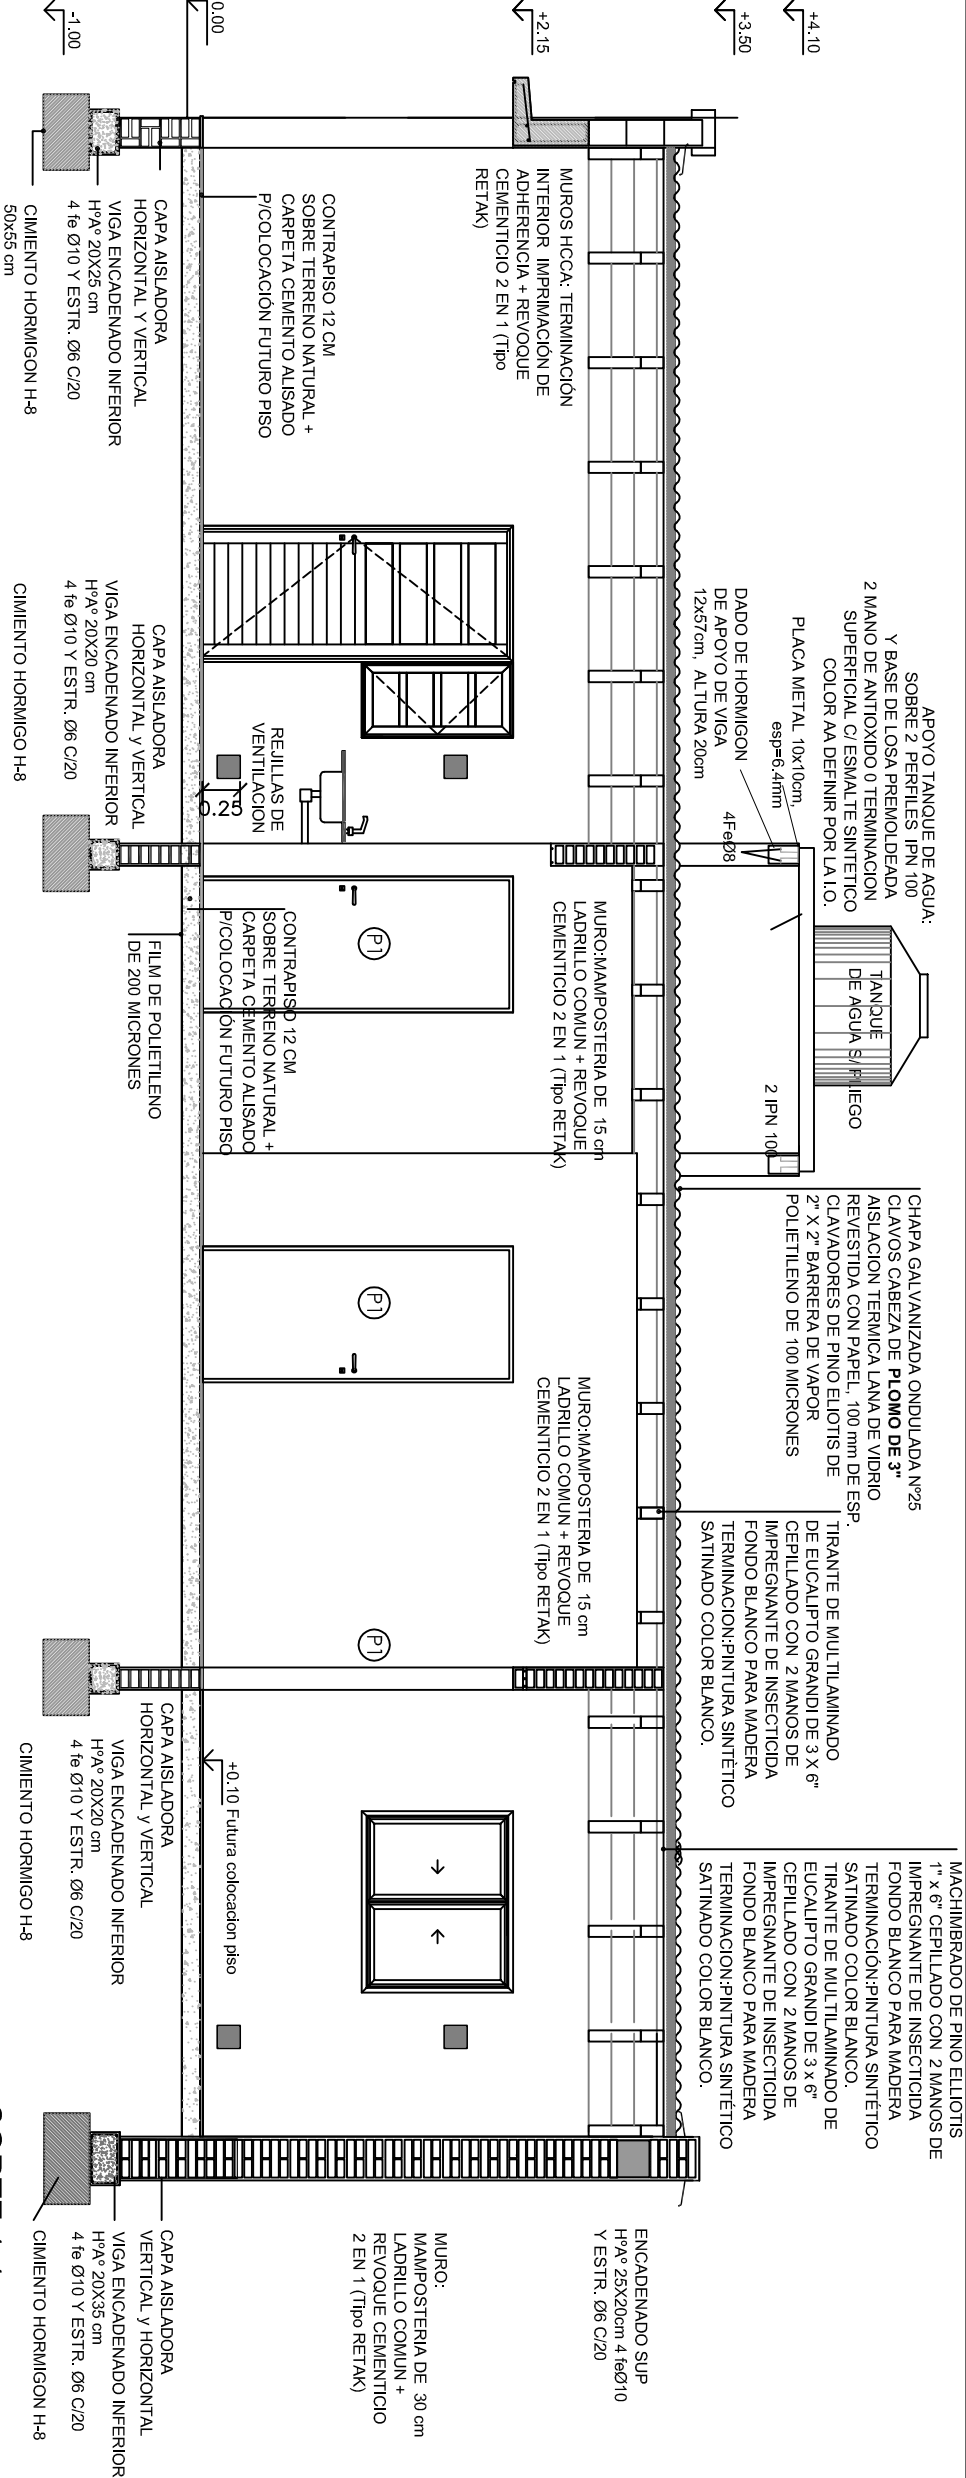 +4.10
+3.50
+2.15
0.00
-1.00
APOYO TANQUE DE AGUA:
SOBRE 2 PERFILES IPN 100
Y BASE DE LOSA PREMOLDEADA
2 MANO DE ANTIOXIDO 0 TERMINACION
SUPERFICIAL C/ ESMALTE SINTETICO
COLOR AA DEFINIR POR LA I.O.
PLACA METAL 10x10cm,
esp=6.4mm
DADO DE HORMIGON
DE APOYO DE VIGA
12x57cm, ALTURA 20cm
4FeØ8
TANQUE
DE AGUA S/ PLIEGO
2 IPN 100
CHAPA GALVANIZADA ONDULADA Nº25
CLAVOS CABEZA DE PLOMO DE 3"
AISLACION TERMICA LANA DE VIDRIO
REVESTIDA CON PAPEL, 100 mm DE ESP.
CLAVADORES DE PINO ELIOTIS DE
2" X 2" BARRERA DE VAPOR
POLIETILENO DE 100 MICRONES
TIRANTE DE MULTILAMINADO
DE EUCALIPTO GRANDI DE 3 X 6"
CEPILLADO CON 2 MANOS DE
IMPREGNANTE DE INSECTICIDA
FONDO BLANCO PARA MADERA
TERMINACION:PINTURA SINTÈTICO
SATINADO COLOR BLANCO.
MACHIMBRADO DE PINO ELLIOTIS
1" x 6" CEPILLADO CON 2 MANOS DE
IMPREGNANTE DE INSECTICIDA
FONDO BLANCO PARA MADERA
TERMINACIÓN:PINTURA SINTÉTICO
SATINADO COLOR BLANCO.
TIRANTE DE MULTILAMINADO DE
EUCALIPTO GRANDI DE 3 x 6"
CEPILLADO CON 2 MANOS DE
IMPREGNANTE DE INSECTICIDA
FONDO BLANCO PARA MADERA
TERMINACION:PINTURA SINTÉTICO
SATINADO COLOR BLANCO.
MUROS HCCA: TERMINACIÓN
INTERIOR IMPRIMACIÓN DE
ADHERENCIA + REVOQUE
CEMENTICIO 2 EN 1 (Tipo
RETAK)
MURO:MAMPOSTERIA DE 15 cm
LADRILLO COMUN + REVOQUE
CEMENTICIO 2 EN 1 (Tipo RETAK)
MURO:MAMPOSTERIA DE 15 cm
LADRILLO COMUN + REVOQUE
CEMENTICIO 2 EN 1 (Tipo RETAK)
ENCADENADO SUP
HºAº 25X20cm 4 feØ10
Y ESTR. Ø6 C/20
MURO:
MAMPOSTERIA DE 30 cm
LADRILLO COMUN +
REVOQUE CEMENTICIO
2 EN 1 (Tipo RETAK)
P1
P1
P1
CONTRAPISO 12 CM
SOBRE TERRENO NATURAL +
CARPETA CEMENTO ALISADO
P/COLOCACIÓN FUTURO PISO
REJILLAS DE
VENTILACION
0.25
CONTRAPISO 12 CM
SOBRE TERRENO NATURAL +
CARPETA CEMENTO ALISADO
P/COLOCACIÓN FUTURO PISO
+0.10 Futura colocacion piso
CAPA AISLADORA
HORIZONTAL Y VERTICAL
VIGA ENCADENADO INFERIOR
HºAº 20X25 cm
4 fe Ø10 Y ESTR. Ø6 C/20
CIMIENTO HORMIGON H-8
50x55 cm
CAPA AISLADORA
HORIZONTAL y VERTICAL
VIGA ENCADENADO INFERIOR
HºAº 20X20 cm
4 fe Ø10 Y ESTR. Ø6 C/20
CIMIENTO HORMIGO H-8
FILM DE POLIETILENO
DE 200 MICRONES
CAPA AISLADORA
HORIZONTAL y VERTICAL
VIGA ENCADENADO INFERIOR
HºAº 20X20 cm
4 fe Ø10 Y ESTR. Ø6 C/20
CIMIENTO HORMIGO H-8
CAPA AISLADORA
VERTICAL y HORIZONTAL
VIGA ENCADENADO INFERIOR
HºAº 20X35 cm
4 fe Ø10 Y ESTR. Ø6 C/20
CIMIENTO HORMIGON H-8